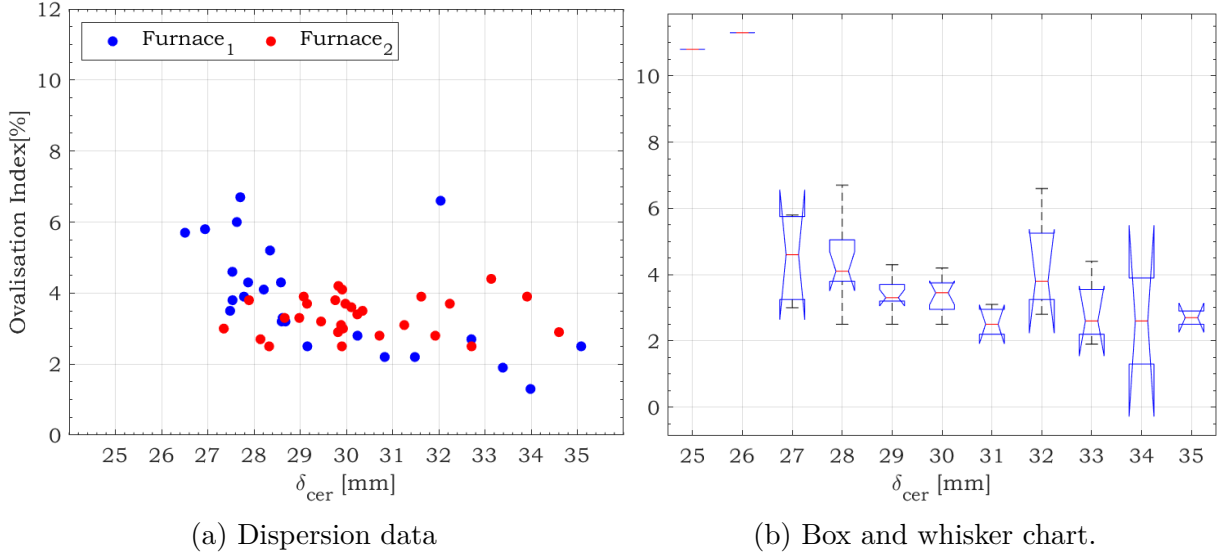 12
10
8
6
4
2
0
Ovalisation Index[%]
Furnace₁ Furnace₂
25 26 27 28 29 30 31 32 33 34 35
δcer [mm]
(a) Dispersion data
10
8
6
4
2
0
25 26 27 28 29 30 31 32 33 34 35
δcer [mm]
(b) Box and whisker chart.